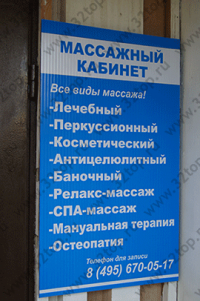 МАССАЖНЫЙ
КАБИНЕТ
Все виды массажа!
-Лечебный
-Перкуссионный
-Косметический
-Антицелюлитный
-Баночный
-Релакс-массаж
-СПА-массаж
-Мануальная терапия
-Остеопатия
Телефон для записи
8 (495) 670-05-17